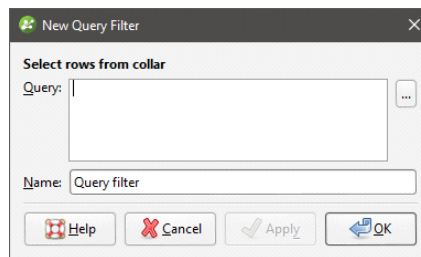 New Query Filter
Select rows from collar
Query:
...
Name: Query filter
Help Cancel Apply OK